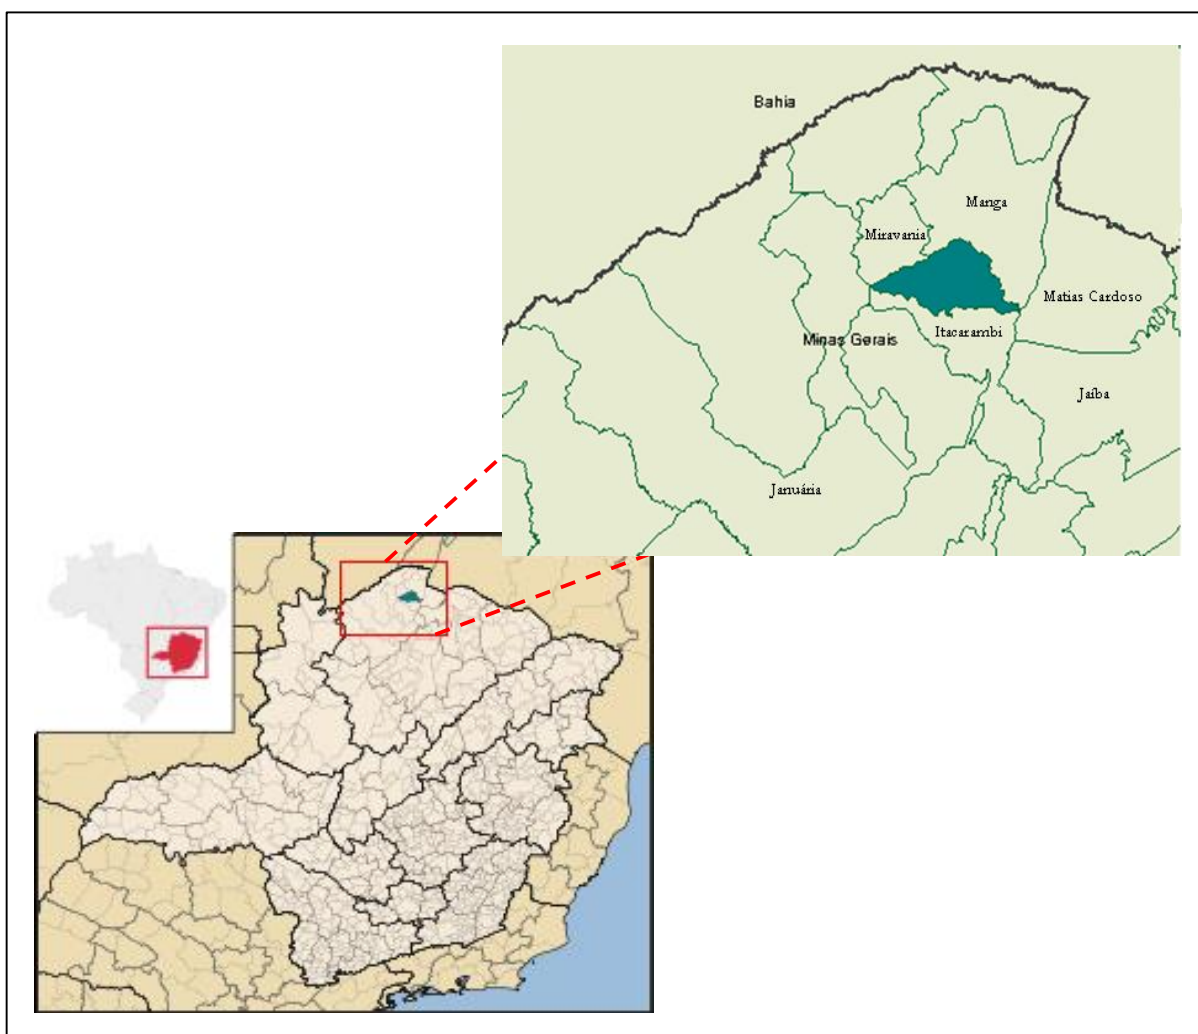 Bahia
Manga
Miravania
Matias Cardoso
Itacarambi
Minas Gerais
Jaíba
Januária